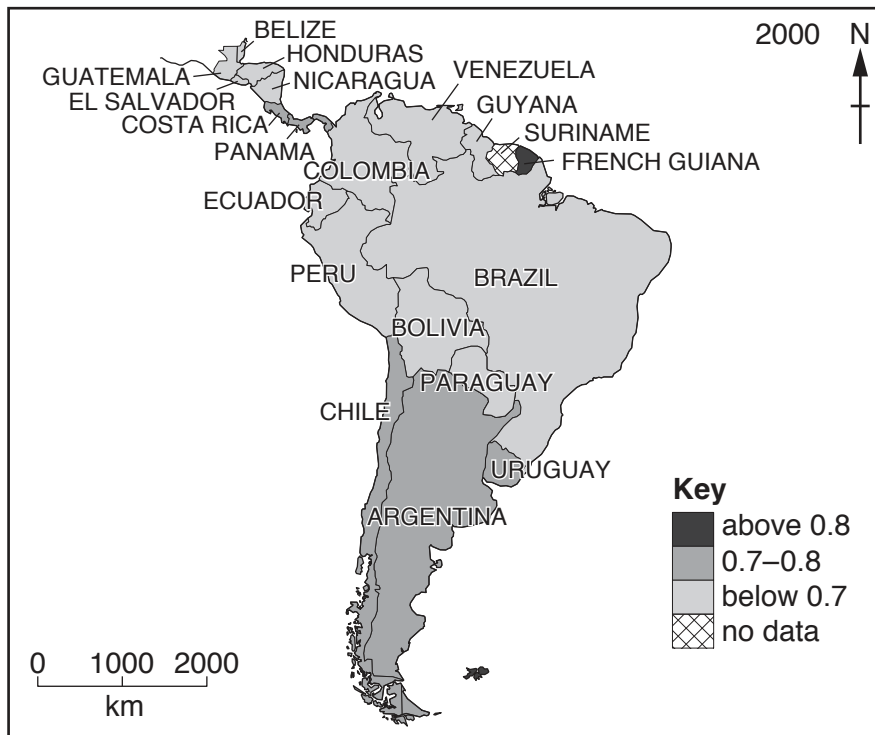 2000 N
BELIZE
HONDURAS
GUATEMALA
NICARAGUA
VENEZUELA
EL SALVADOR
GUYANA
COSTA RICA
SURINAME
PANAMA
FRENCH GUIANA
COLOMBIA
ECUADOR
PERU
BRAZIL
BOLIVIA
PARAGUAY
CHILE
URUGUAY
ARGENTINA
Key
above 0.8
0.7–0.8
below 0.7
no data
0 1000 2000
km